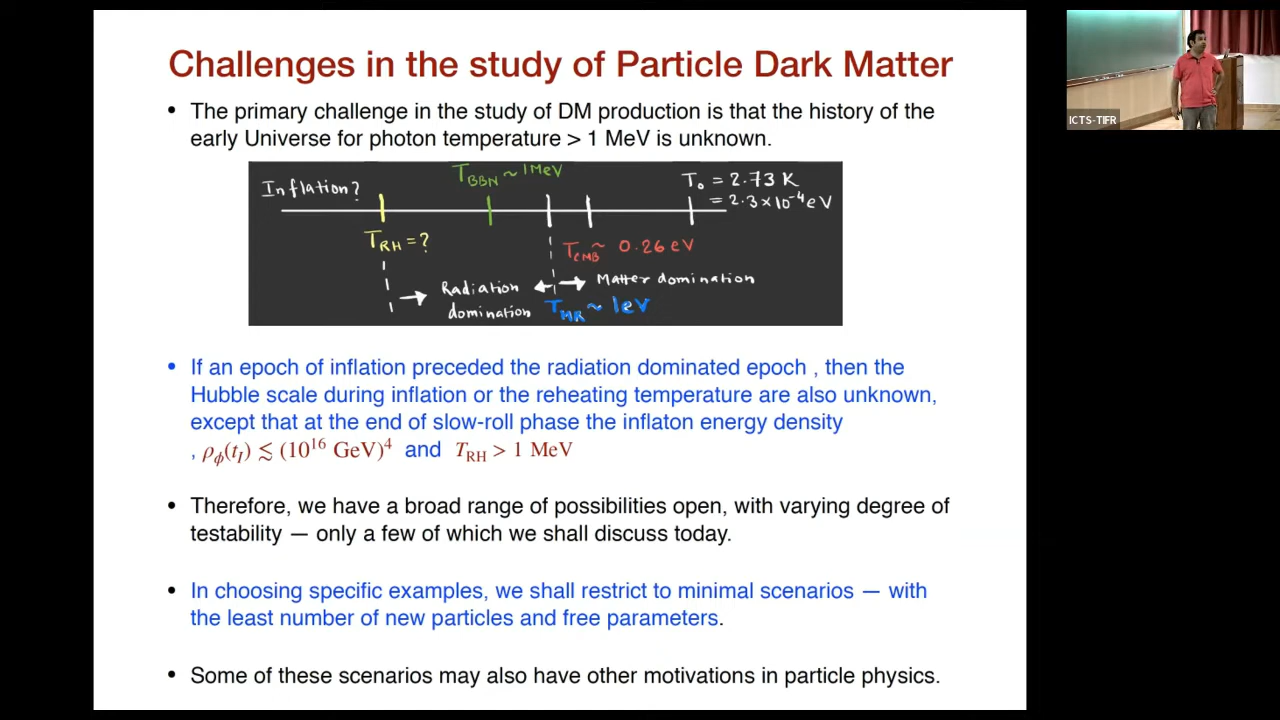 Challenges in the study of Particle Dark Matter
• The primary challenge in the study of DM production is that the history of the
early Universe for photon temperature > 1 MeV is unknown.
Inflation?
T_BBN ~ 1MeV
T₀ = 2.73 K
= 2.3×10⁻⁴eV
T_RH = ?
T_CMB ~ 0.26 eV
Radiation
domination
Matter domination
T_MR ~ 1eV
• If an epoch of inflation preceded the radiation dominated epoch , then the
Hubble scale during inflation or the reheating temperature are also unknown,
except that at the end of slow-roll phase the inflaton energy density
, ρ_ϕ(t_I) ≲ (10¹⁶ GeV)⁴ and T_RH > 1 MeV
• Therefore, we have a broad range of possibilities open, with varying degree of
testability — only a few of which we shall discuss today.
• In choosing specific examples, we shall restrict to minimal scenarios — with
the least number of new particles and free parameters.
• Some of these scenarios may also have other motivations in particle physics.
ICTS-TIFR